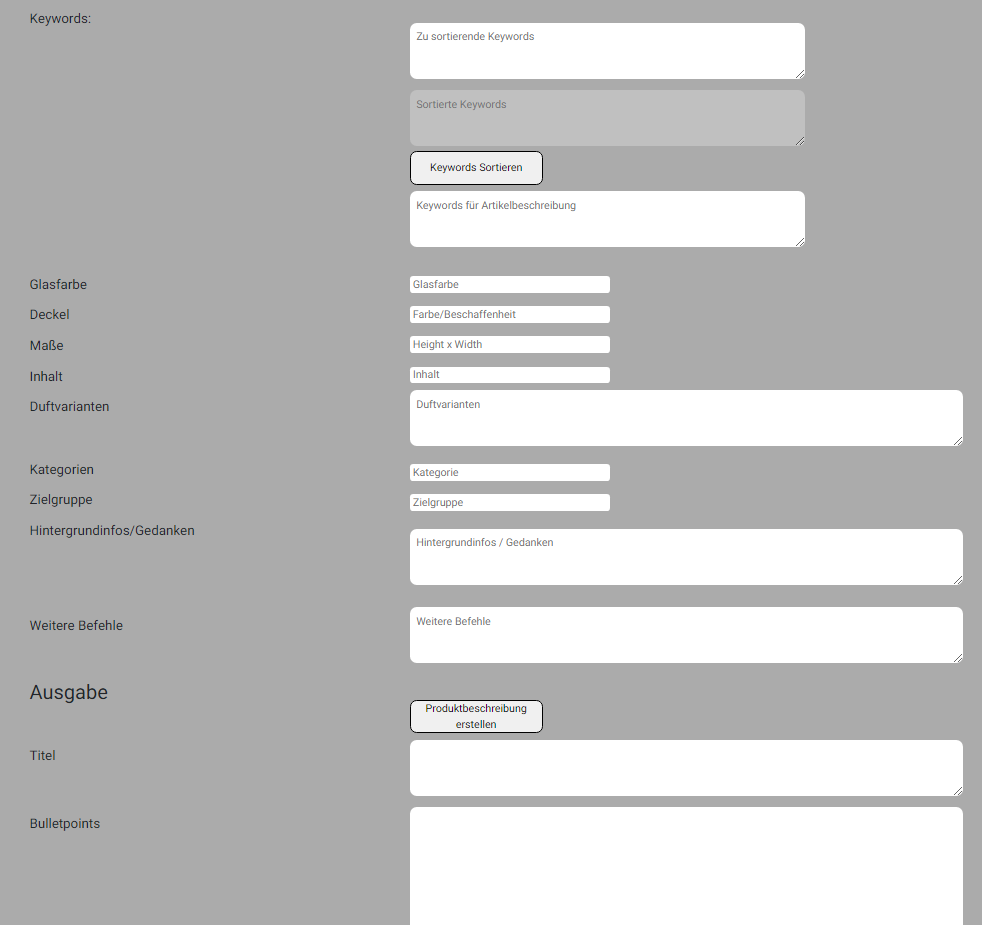 Keywords:
Zu sortierende Keywords
Sortierte Keywords
Keywords Sortieren
Keywords für Artikelbeschreibung
Glasfarbe
Glasfarbe
Deckel
Farbe/Beschaffenheit
Maße
Height x Width
Inhalt
Inhalt
Duftvarianten
Duftvarianten
Kategorien
Kategorie
Zielgruppe
Zielgruppe
Hintergrundinfos/Gedanken
Hintergrundinfos / Gedanken
Weitere Befehle
Weitere Befehle
Ausgabe
Produktbeschreibung
erstellen
Titel
Bulletpoints